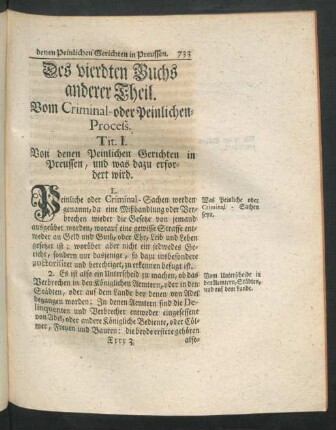 denen Peinlichen Gerichten in Preussen. 733
Des vierdten Buchs
anderer Theil.
Vom Criminal- oder Peinlichen-
Proceß.
Tit. I.
Von denen Peinlichen Gerichten in
Preussen, und was dazu erfor-
dert wird.
I.
Peinliche oder Criminal-Sachen werden
genannt, da eine Mißhandlung oder Ver-
brechen wieder die Gesetze von jemand
ausgeübet worden, worauf eine gewisse Straffe ent-
weder an Geld und Guth, oder Ehr, Leib und Leben
gesetzet ist; worüber aber nicht ein jedwedes Ge-
richt, sondern nur dasjenige, so dazu insbesondere
authorisiret und berechtiget, zu erkennen befugt ist.
Was Peinliche oder
Criminal-Sachen
seyn.
2. Es ist also ein Unterscheid zu machen, ob das
Verbrechen in den Königlichen Aemtern, oder in den
Städten, oder auf dem Lande bey denen von Adel
begangen worden: In denen Aemtern sind die De-
linquenten und Verbrecher entweder eingesessene
von Adel, oder andere Königliche Bediente, oder Cöl-
mer, Freyen und Bauren: die beyde erstere gehören
Vom Unterscheide in
den Aemtern, Städten,
und auf dem Lande.
3. also-